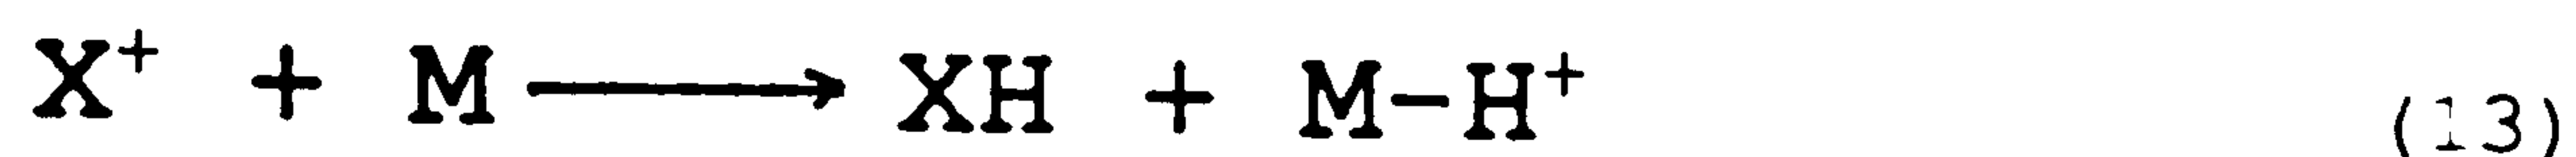 X⁺ + M ⟶ XH + M-H⁺ (13)